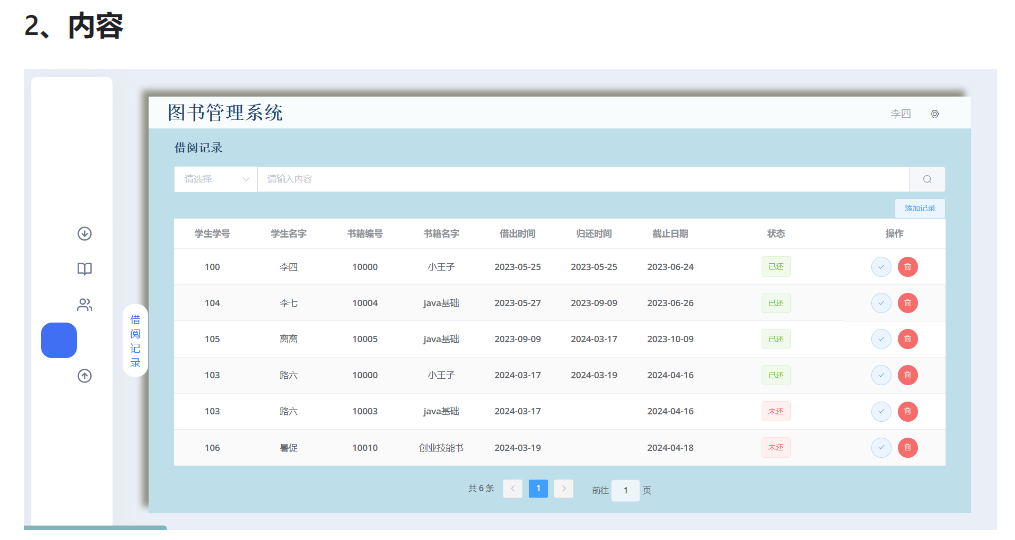 2、内容
图书管理系统
李四
借阅记录
请选择 请输入内容
添加记录
学生学号 学生名字 书籍编号 书籍名字 借出时间 归还时间 截止日期 状态 操作
100 李四 10000 小王子 2023-05-25 2023-05-25 2023-06-24 已还
104 李七 10004 java基础 2023-05-27 2023-09-09 2023-06-26 已还
105 离离 10005 java基础 2023-09-09 2024-03-17 2023-10-09 已还
103 路六 10000 小王子 2024-03-17 2024-03-19 2024-04-16 已还
103 路六 10003 java基础 2024-03-17 2024-04-16 未还
106 10010 创业技能书 2024-03-19 2024-04-18 未还
借阅记录
共 6 条 1 前往 1 页